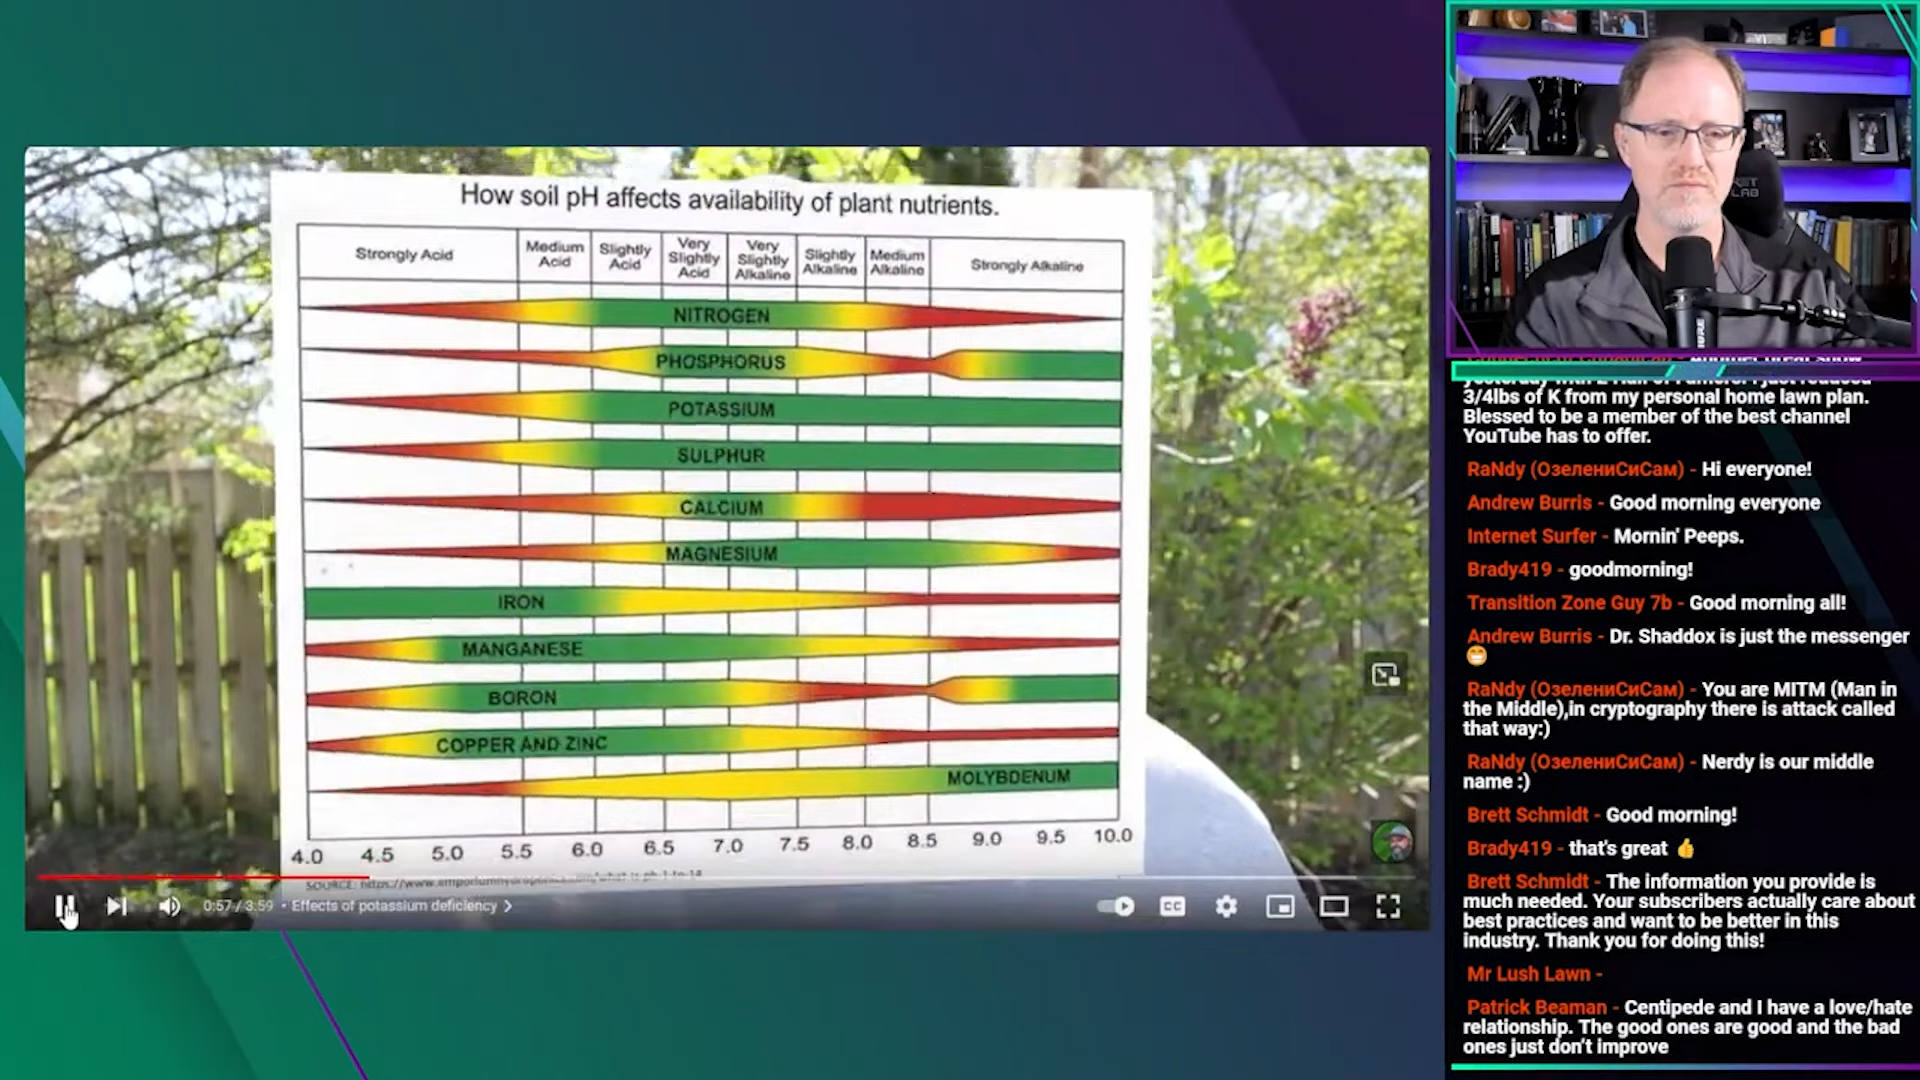 How soil pH affects availability of plant nutrients.
Strongly Acid
Medium Acid
Slightly Acid
Very Slightly Acid
Very Slightly Alkaline
Slightly Alkaline
Medium Alkaline
Strongly Alkaline
NITROGEN
PHOSPHORUS
POTASSIUM
SULPHUR
CALCIUM
MAGNESIUM
IRON
MANGANESE
BORON
COPPER AND ZINC
MOLYBDENUM
4.0 4.5 5.0 5.5 6.0 6.5 7.0 7.5 8.0 8.5 9.0 9.5 10.0
0:57 / 3:59 • Effects of potassium deficiency >
CC
3/4lbs of K from my personal home lawn plan.
Blessed to be a member of the best channel
YouTube has to offer.
RaNdy (ОзелениСиСам) - Hi everyone!
Andrew Burris - Good morning everyone
Internet Surfer - Mornin' Peeps.
Brady419 - goodmorning!
Transition Zone Guy 7b - Good morning all!
Andrew Burris - Dr. Shaddox is just the messenger
😁
RaNdy (ОзелениСиСам) - You are MITM (Man in
the Middle),in cryptography there is attack called
that way:)
RaNdy (ОзелениСиСам) - Nerdy is our middle
name :)
Brett Schmidt - Good morning!
Brady419 - that's great 👍
Brett Schmidt - The information you provide is
much needed. Your subscribers actually care about
best practices and want to be better in this
industry. Thank you for doing this!
Mr Lush Lawn -
Patrick Beaman - Centipede and I have a love/hate
relationship. The good ones are good and the bad
ones just don't improve